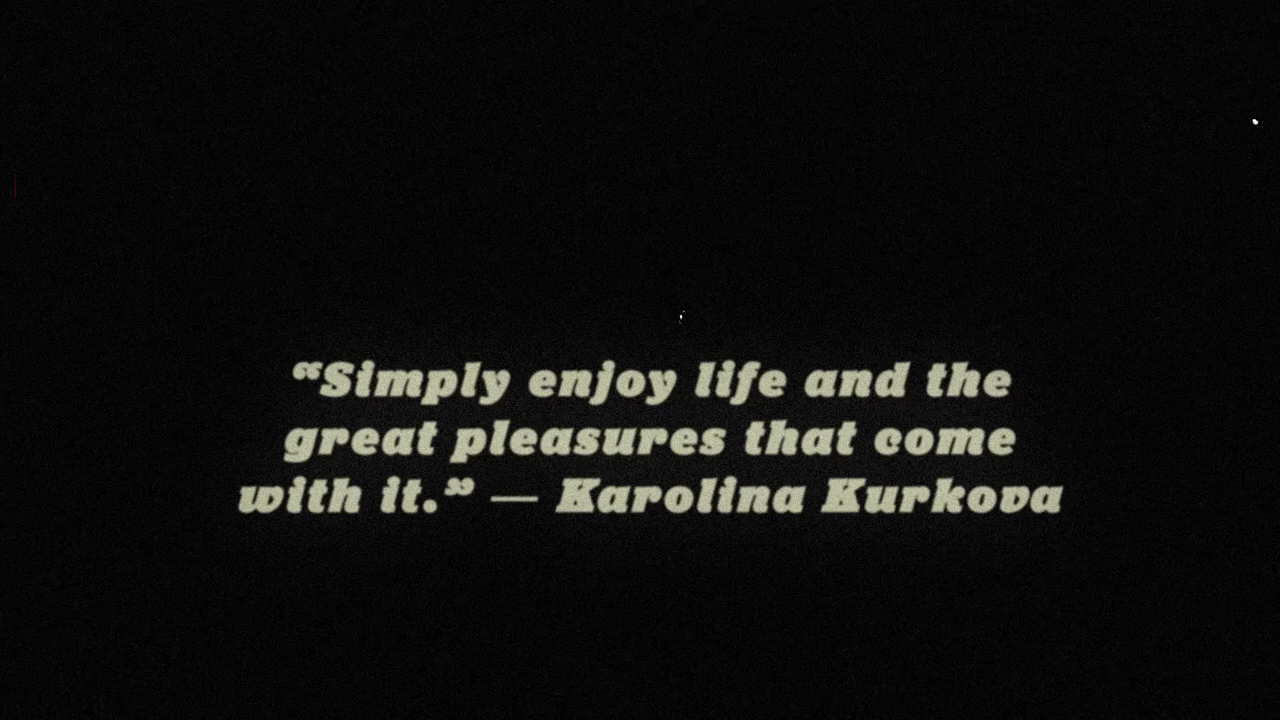 “Simply enjoy life and the
great pleasures that come
with it.” — Karolina Kurkova